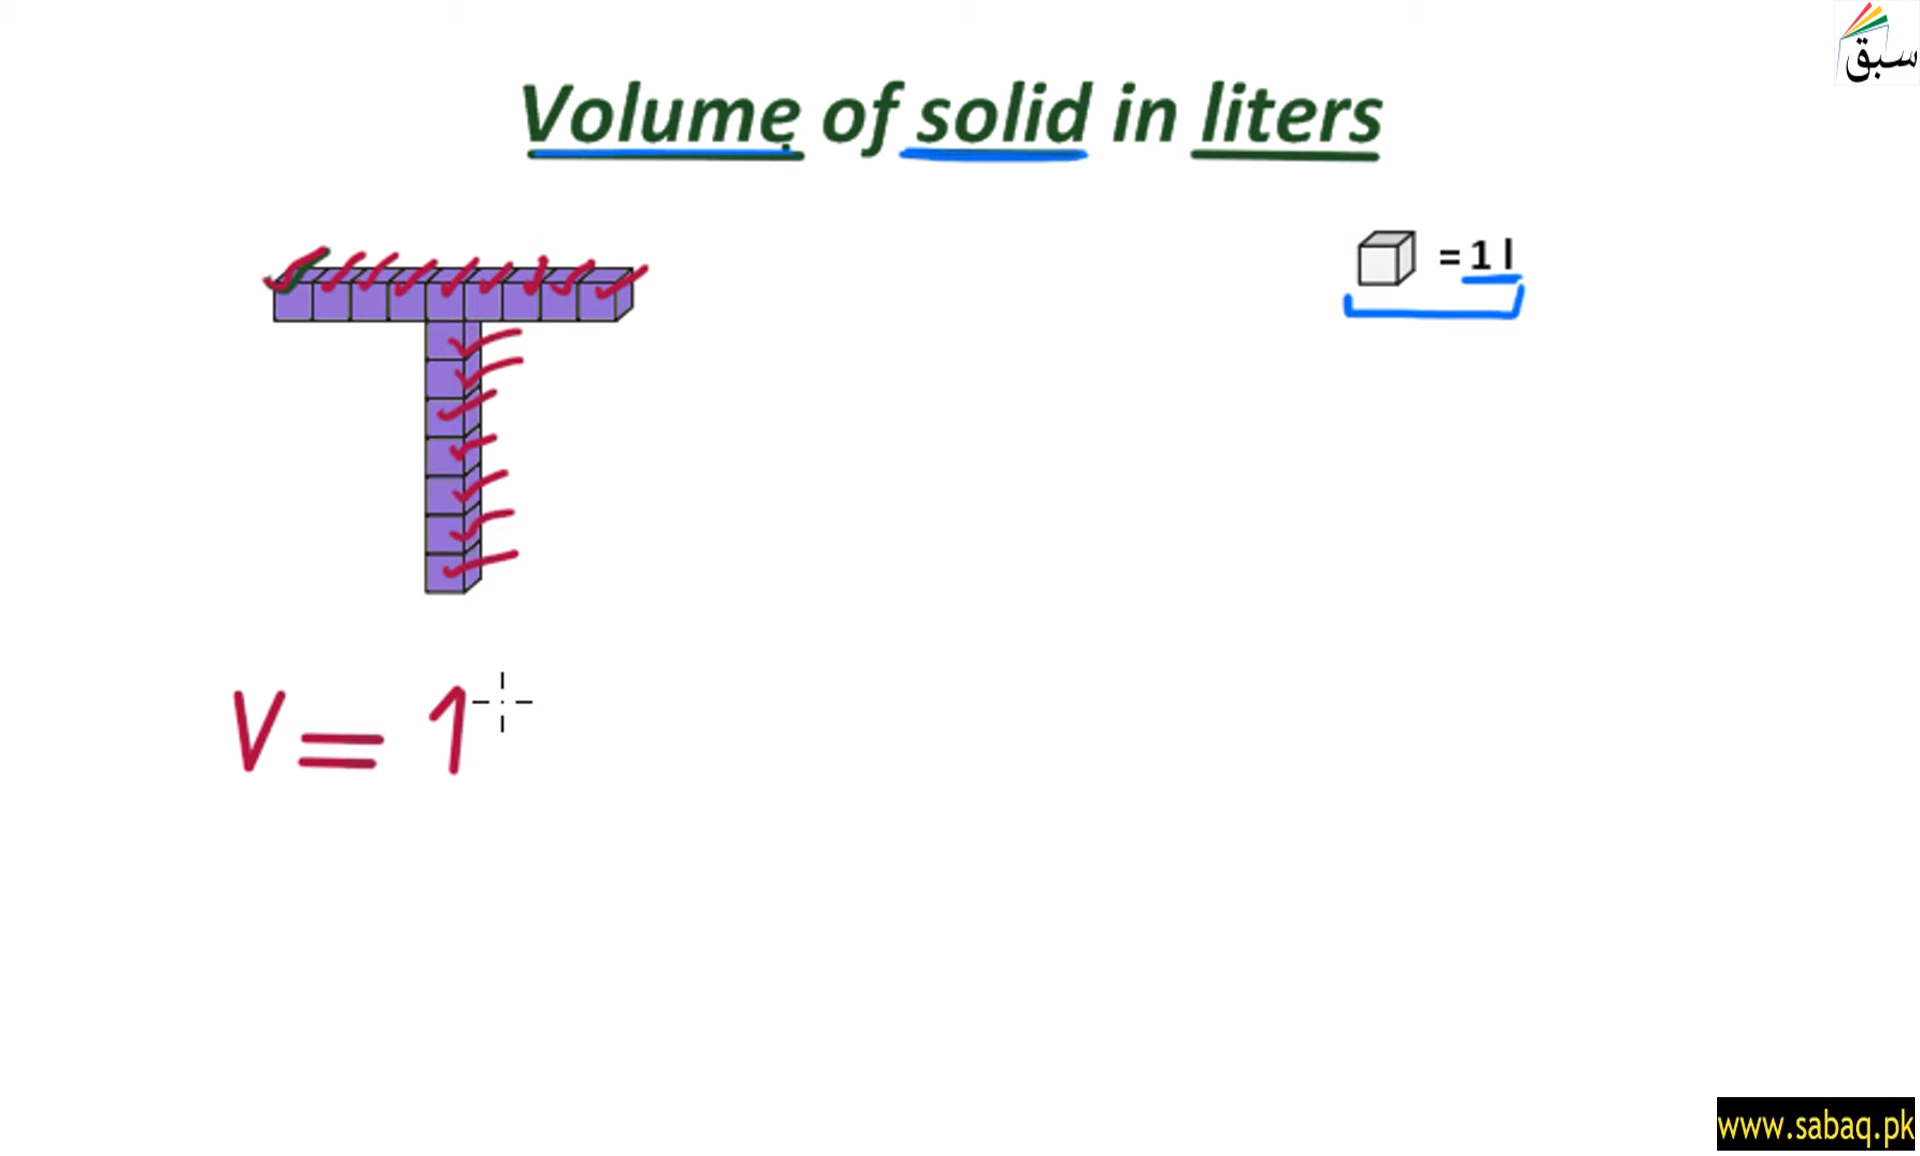 سبق
Volume of solid in liters
= 1 l
V = 1
www.sabaq.pk